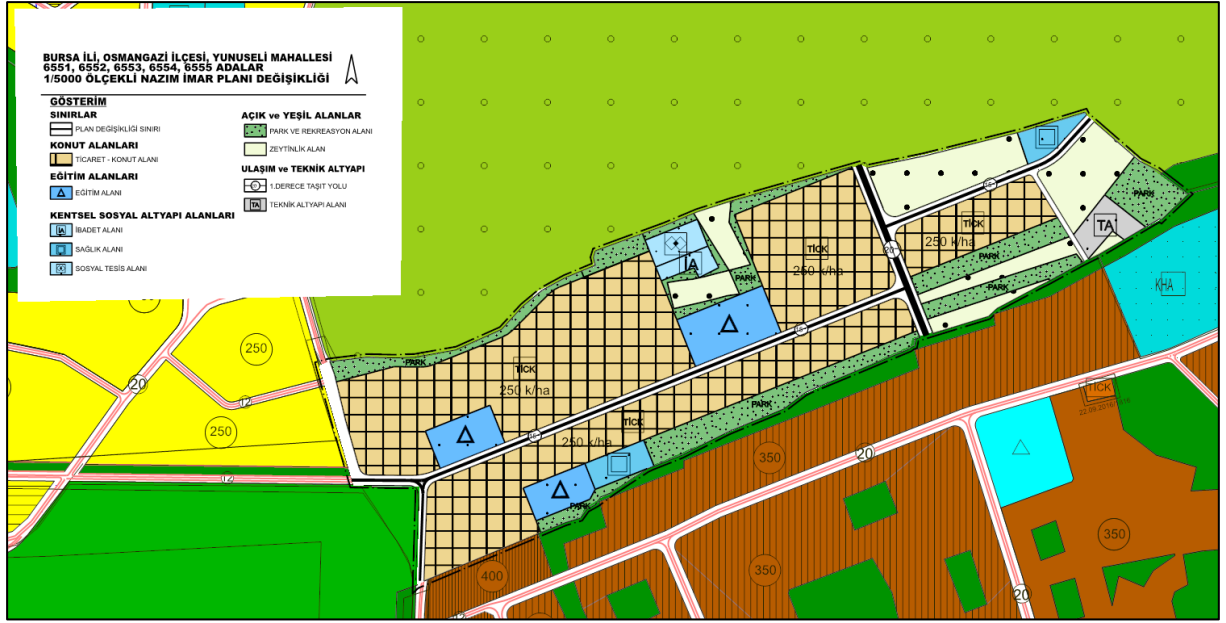 BURSA İLİ, OSMANGAZİ İLÇESİ, YUNUSELİ MAHALLESİ
6551, 6552, 6553, 6554, 6555 ADALAR
1/5000 ÖLÇEKLİ NAZIM İMAR PLANI DEĞİŞİKLİĞİ
GÖSTERİM
SINIRLAR
PLAN DEĞİŞİKLİĞİ SINIRI
KONUT ALANLARI
TİCARET - KONUT ALANI
EĞİTİM ALANLARI
EĞİTİM ALANI
KENTSEL SOSYAL ALTYAPI ALANLARI
İBADET ALANI
SAĞLIK ALANI
SOSYAL TESİS ALANI
AÇIK ve YEŞİL ALANLAR
PARK VE REKREASYON ALANI
ZEYTİNLİK ALAN
ULAŞIM ve TEKNİK ALTYAPI
1.DERECE TAŞIT YOLU
TA
TEKNİK ALTYAPI ALANI
PARK
TİCK
250 k/ha
TA
PARK
PARK
TİCK
250 k/ha
20
İA
PARK
KHA
15
15
250
20
12
PARK
TİCK
250 k/ha
TİCK
250 k/ha
PARK
TİCK
250
15
350
20
12
PARK
400
350
350
20